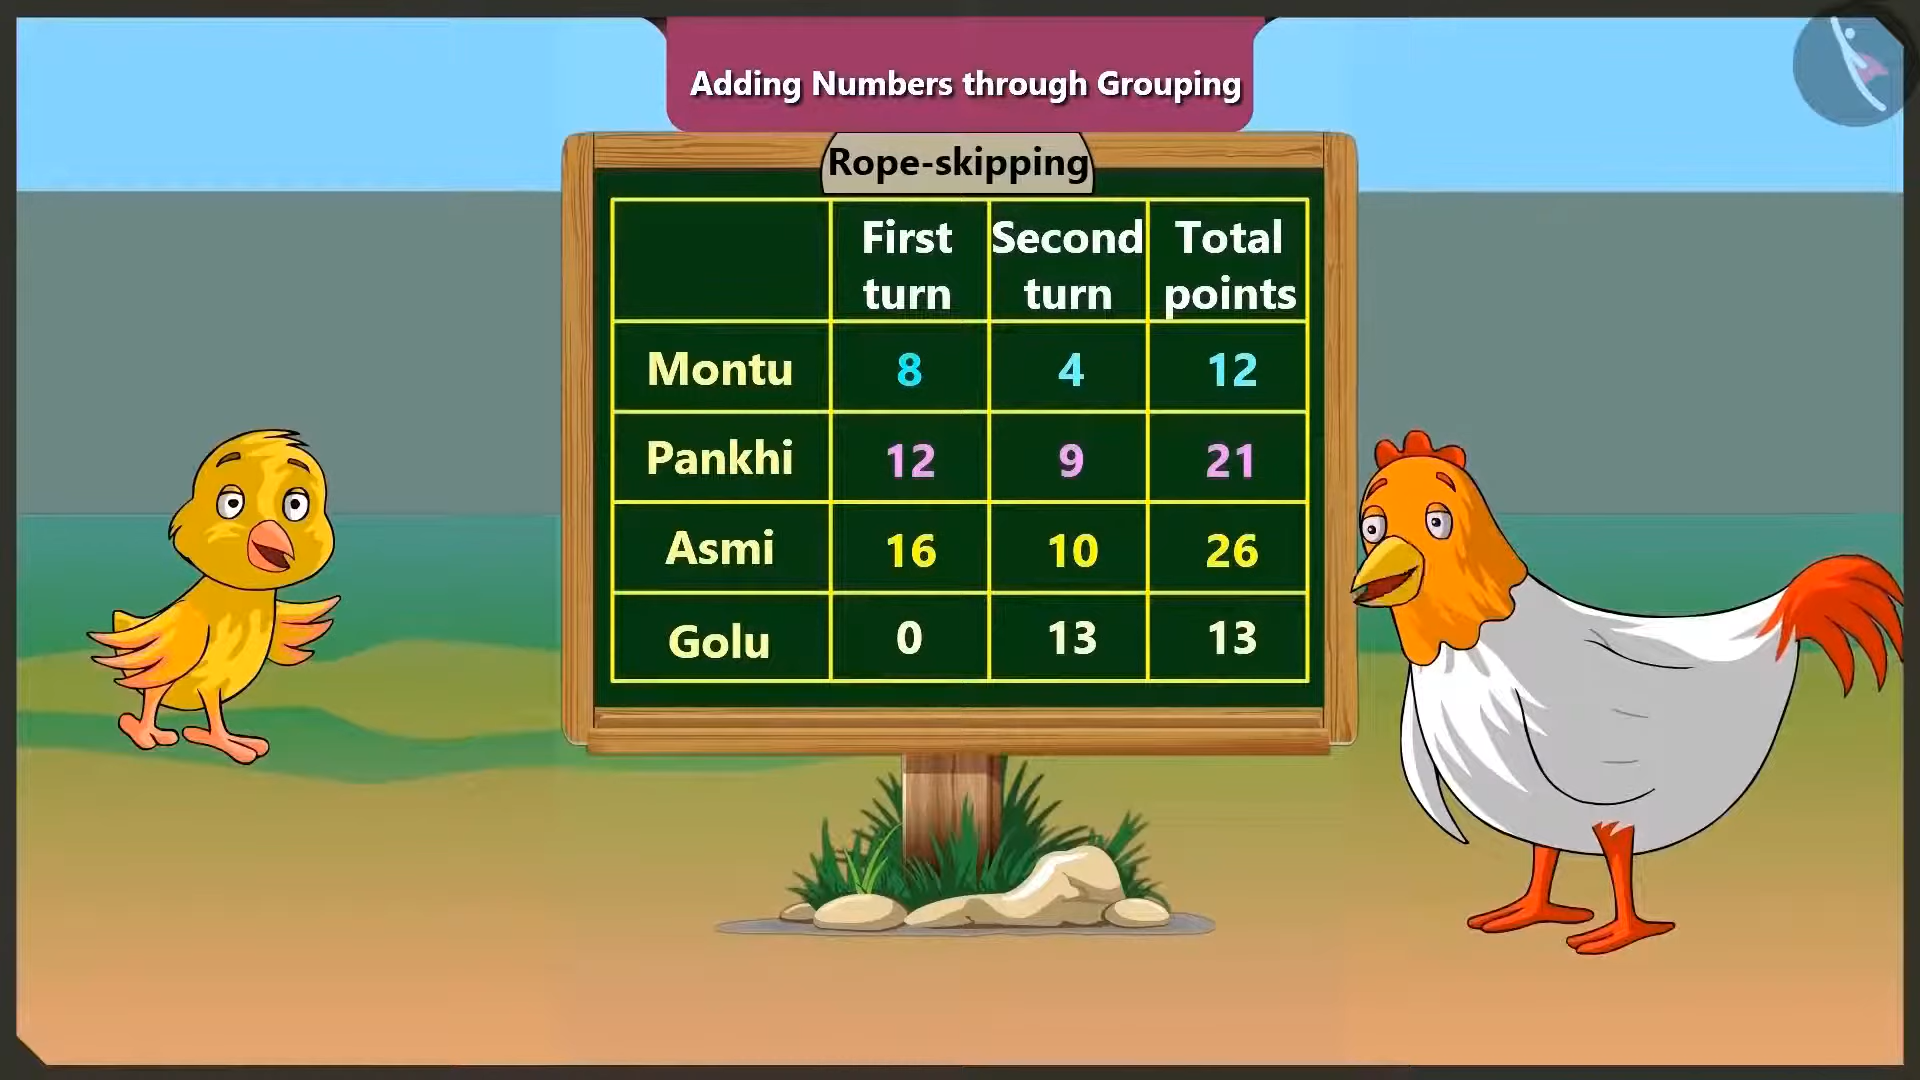 Adding Numbers through Grouping
Rope-skipping
First turn Second turn Total points
Montu 8 4 12
Pankhi 12 9 21
Asmi 16 10 26
Golu 0 13 13